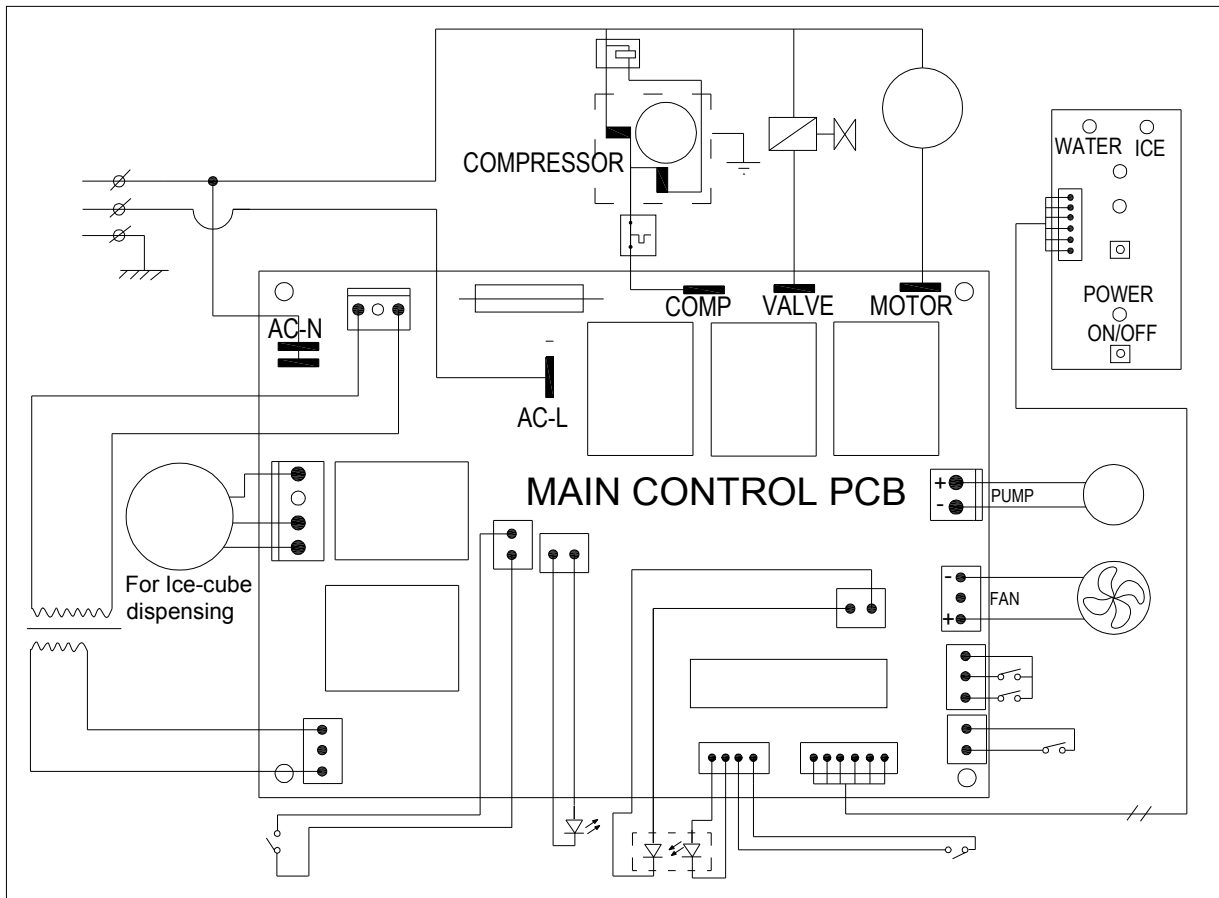 WATER ICE
COMPRESSOR
POWER
ON/OFF
COMP VALVE MOTOR
AC-N
-
AC-L
MAIN CONTROL PCB
+
-
PUMP
For Ice-cube
dispensing
-
FAN
+